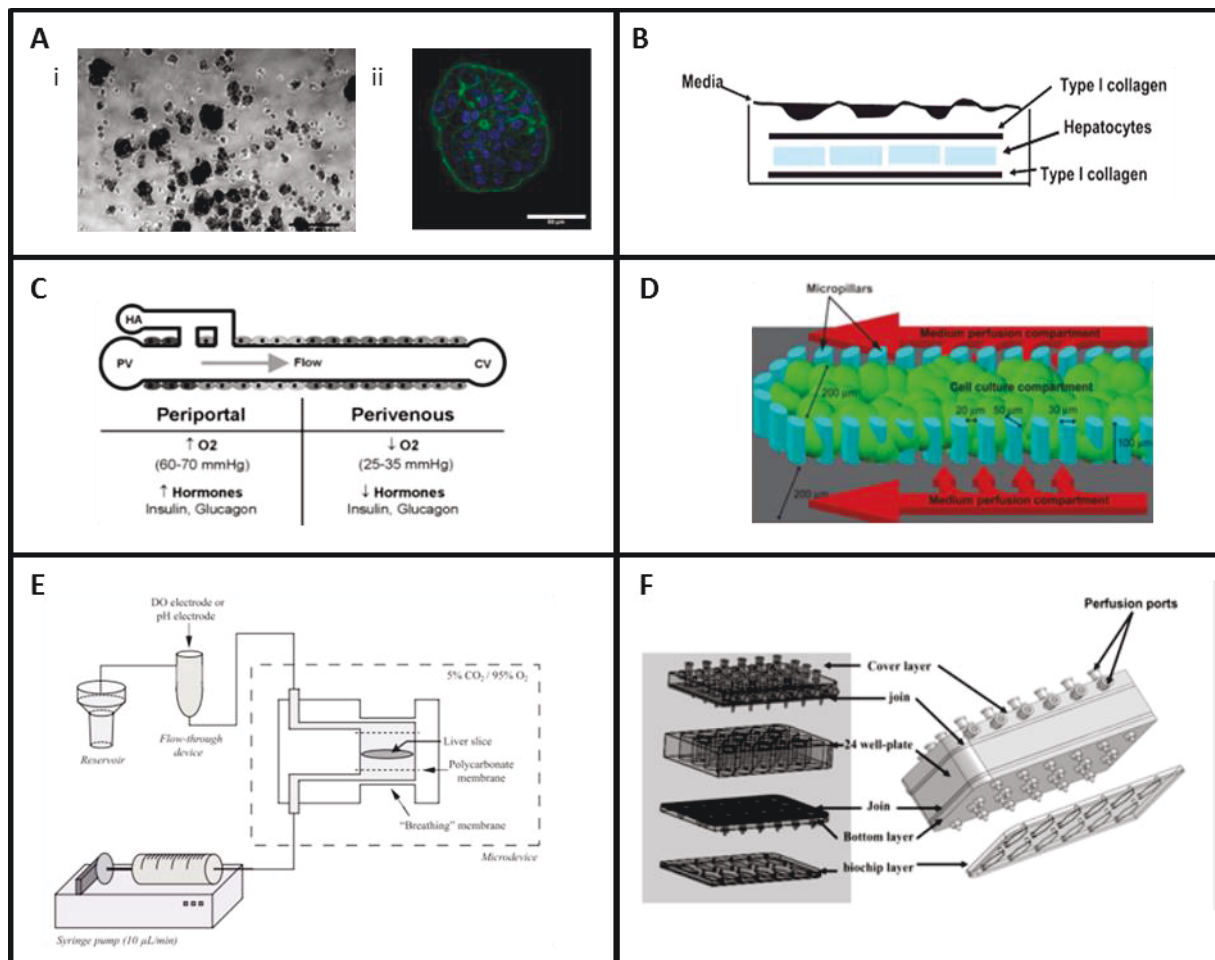 A
i
ii
50 µm
B
Media
Type I collagen
Hepatocytes
Type I collagen
C
HA
PV
Flow
CV
Periportal
Perivenous
↑ O2
(60-70 mmHg)
↓ O2
(25-35 mmHg)
↑ Hormones
Insulin, Glucagon
↓ Hormones
Insulin, Glucagon
D
Micropillars
Medium perfusion compartment
Cell culture compartment
200 µm
20 µm
50 µm
30 µm
100 µm
200 µm
Medium perfusion compartment
E
DO electrode or
pH electrode
5% CO2 / 95% O2
Flow-through
device
Reservoir
Liver slice
Polycarbonate
membrane
"Breathing" membrane
Microdevice
Syringe pump (10 µL/min)
F
Perfusion ports
Cover layer
join
24 well-plate
Join
Bottom layer
biochip layer